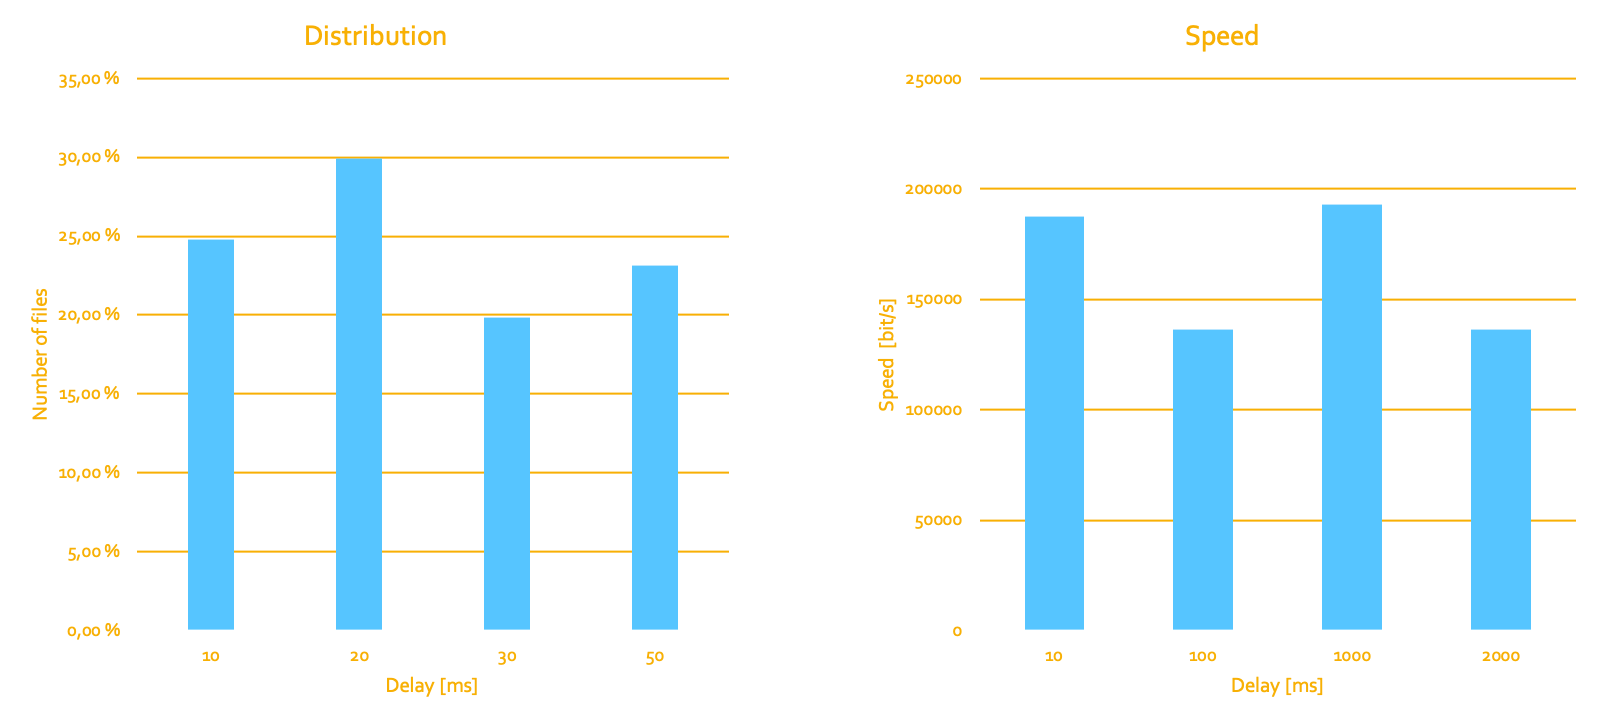 Distribution
35,00 %
30,00 %
25,00 %
20,00 %
15,00 %
10,00 %
5,00 %
0,00 %
Number of files
10 20 30 50
Delay [ms]
Speed
250000
200000
150000
100000
50000
0
Speed [bit/s]
10 100 1000 2000
Delay [ms]